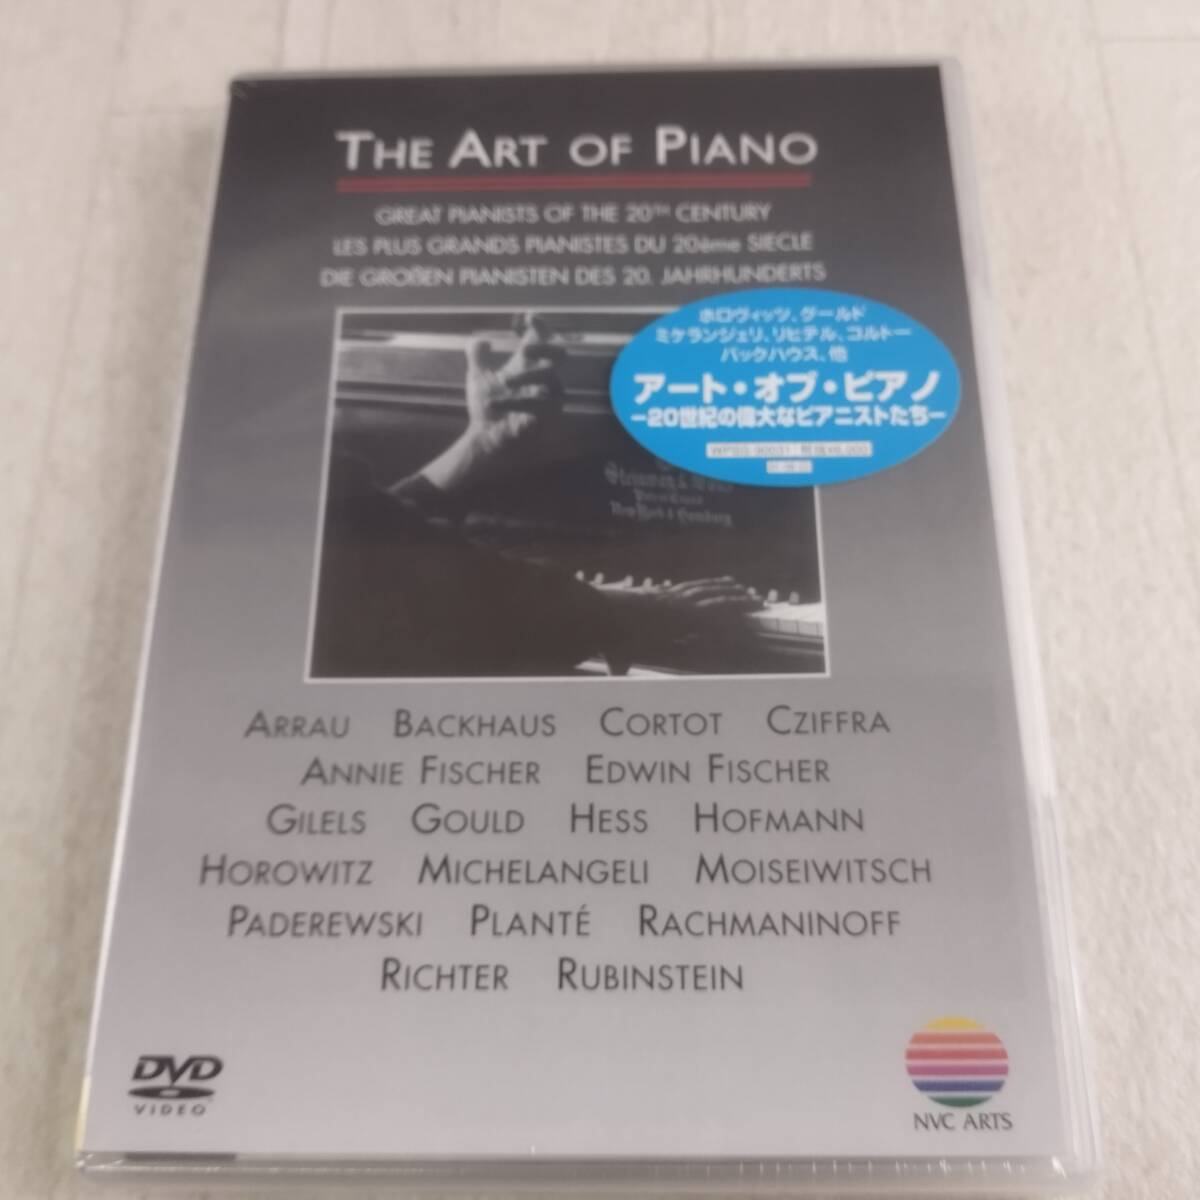 THE ART OF PIANO
GREAT PIANISTS OF THE 20TH CENTURY
LES PLUS GRANDS PIANISTES DU 20ème SIECLE
DIE GROßEN PIANISTEN DES 20. JAHRHUNDERTS
ホロヴィッツ、グールド
ミケランジェリ、リヒテル、コルトー
バックハウス、他
アート・オブ・ピアノ
−20世紀の偉大なピアニストたち−
Steinway &
New York & Hamburg
ARRAU BACKHAUS CORTOT CZIFFRA
ANNIE FISCHER EDWIN FISCHER
GILELS GOULD HESS HOFMANN
HOROWITZ MICHELANGELI MOISEIWITSCH
PADEREWSKI PLANTÉ RACHMANINOFF
RICHTER RUBINSTEIN
DVD
VIDEO
NVC ARTS